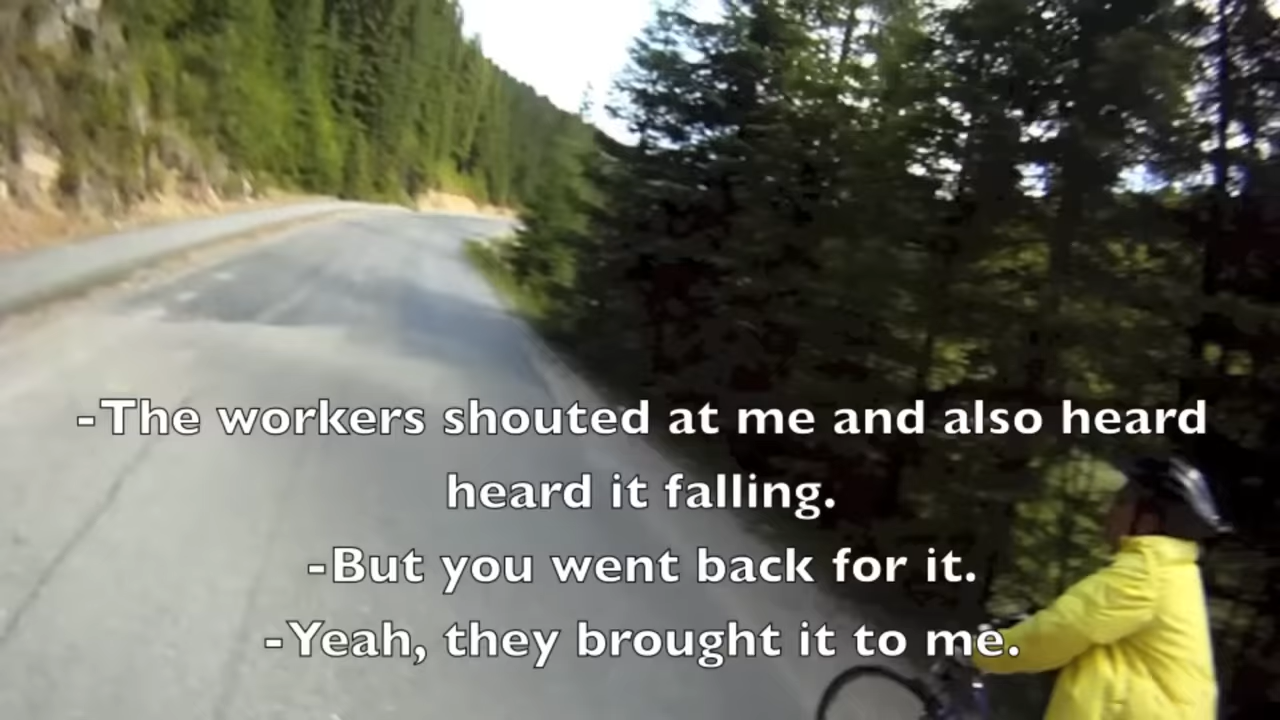 -The workers shouted at me and also heard
heard it falling.
-But you went back for it.
-Yeah, they brought it to me.